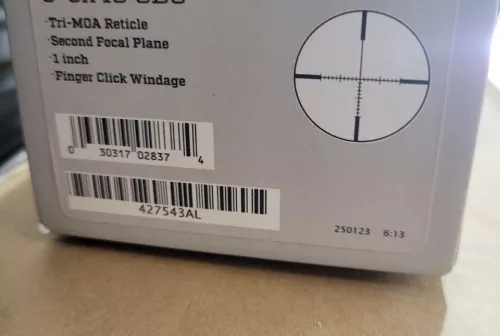 ·Tri-MOA Reticle
·Second Focal Plane
·1 inch
·Finger Click Windage
0 30317 02837 4
427543AL
250123 6:13